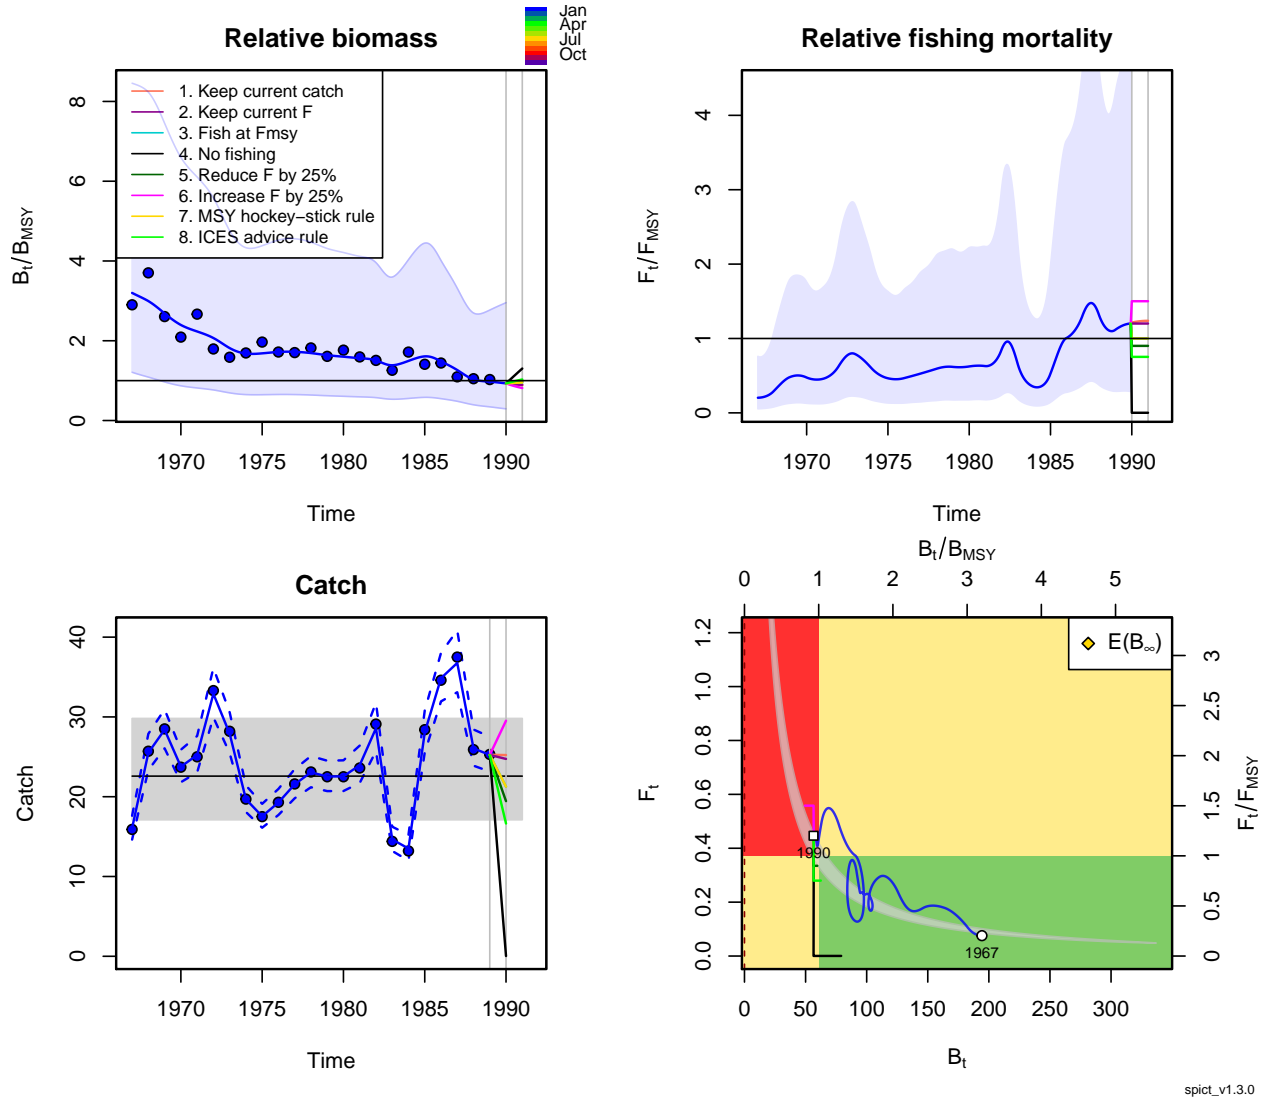 Jan
Apr
Jul
Oct
Relative biomass
8
6
4
2
0
Bt/BMSY
1. Keep current catch
2. Keep current F
3. Fish at Fmsy
4. No fishing
5. Reduce F by 25%
6. Increase F by 25%
7. MSY hockey−stick rule
8. ICES advice rule
1970 1975 1980 1985 1990
Time
Relative fishing mortality
4
3
2
1
0
Ft/FMSY
1970 1975 1980 1985 1990
Time
Catch
40
30
20
10
0
Catch
1970 1975 1980 1985 1990
Time
Bt/BMSY
0 1 2 3 4 5
E(B∞)
1.2
1.0
0.8
0.6
0.4
0.2
0.0
Ft
3
2.5
2
1.5
1
0.5
0
Ft/FMSY
1990
1967
0 50 100 150 200 250 300
Bt
spict_v1.3.0